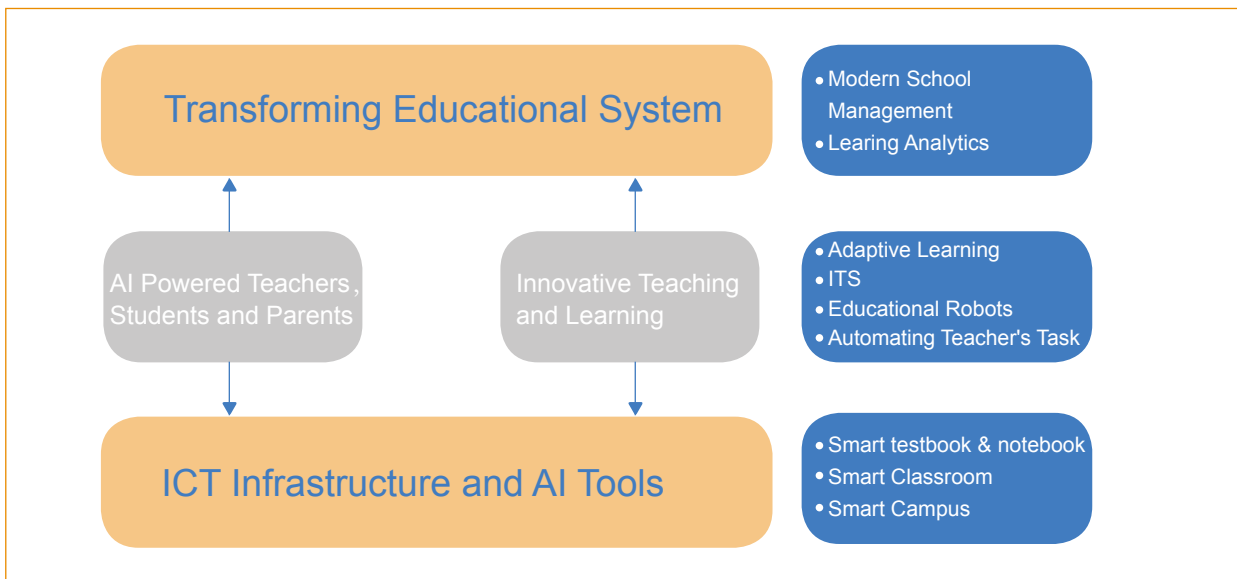 Transforming Educational System
• Modern School
Management
• Learing Analytics
AI Powered Teachers，
Students and Parents
Innovative Teaching
and Learning
• Adaptive Learning
• ITS
• Educational Robots
• Automating Teacher's Task
ICT Infrastructure and AI Tools
• Smart testbook & notebook
• Smart Classroom
• Smart Campus